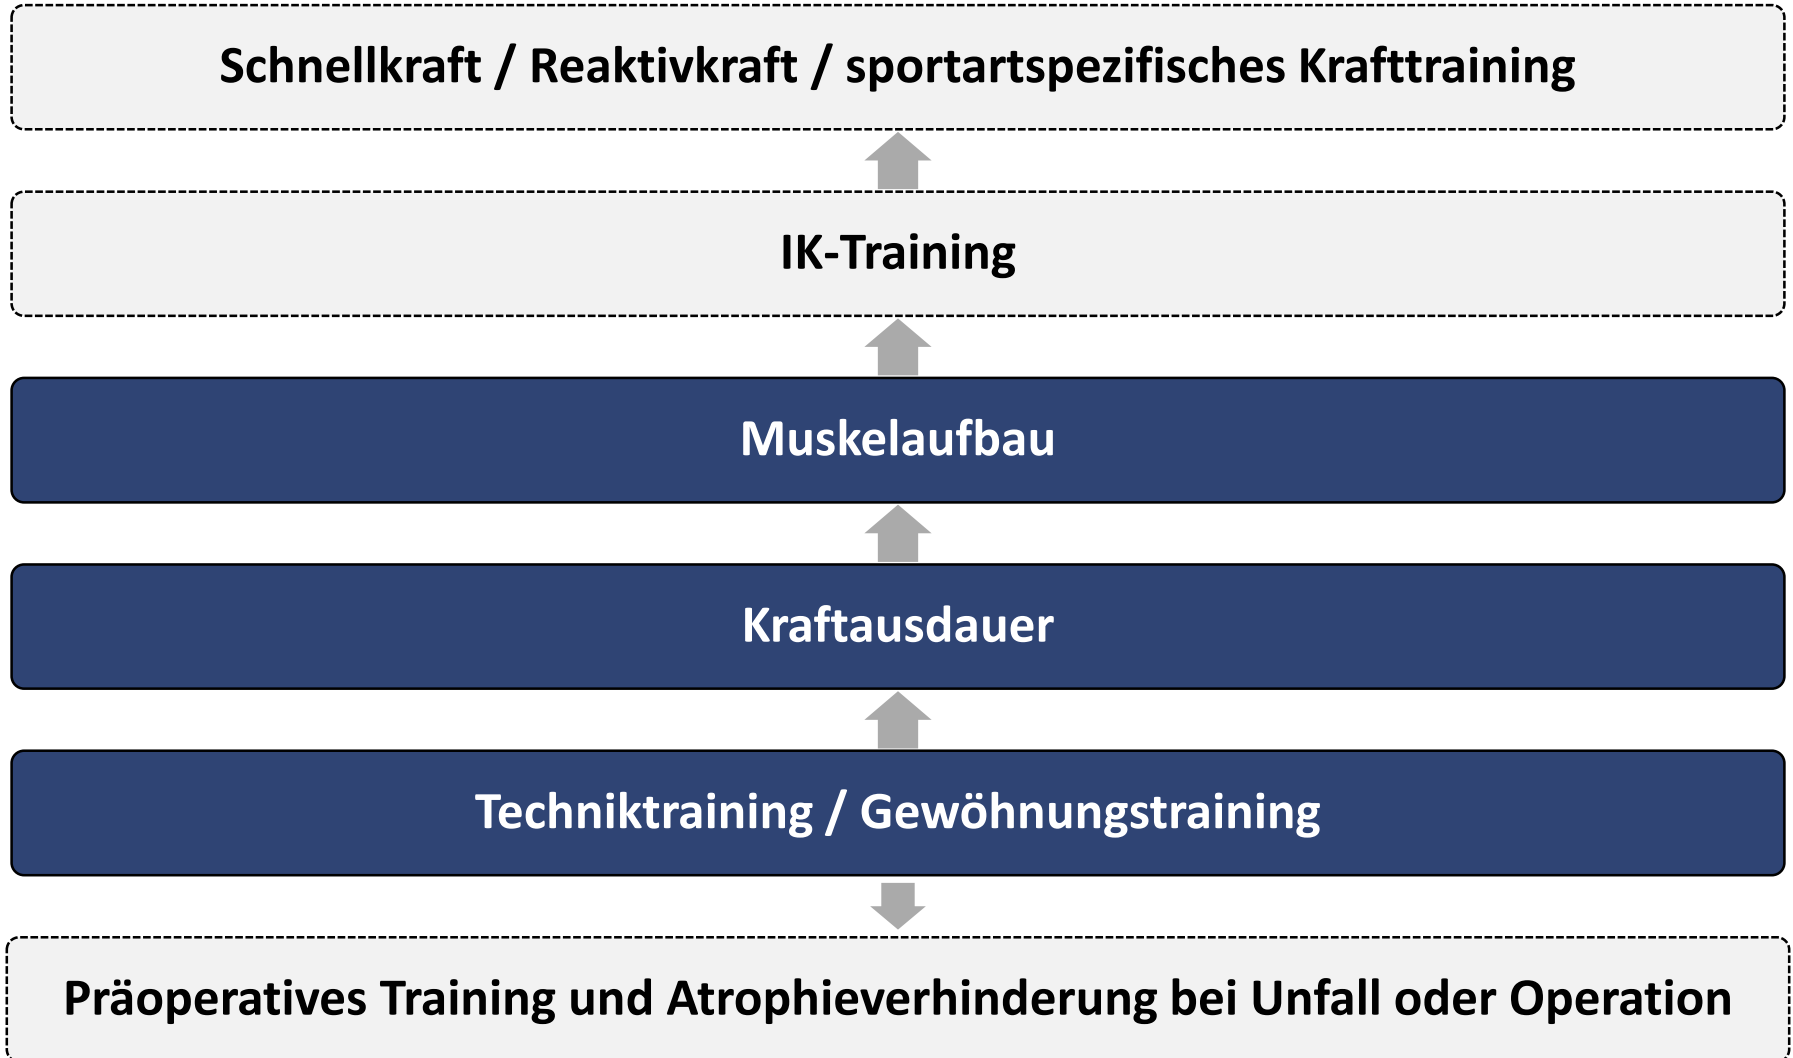 Schnellkraft / Reaktivkraft / sportartspezifisches Krafttraining
IK-Training
Muskelaufbau
Kraftausdauer
Techniktraining / Gewöhnungstraining
Präoperatives Training und Atrophieverhinderung bei Unfall oder Operation